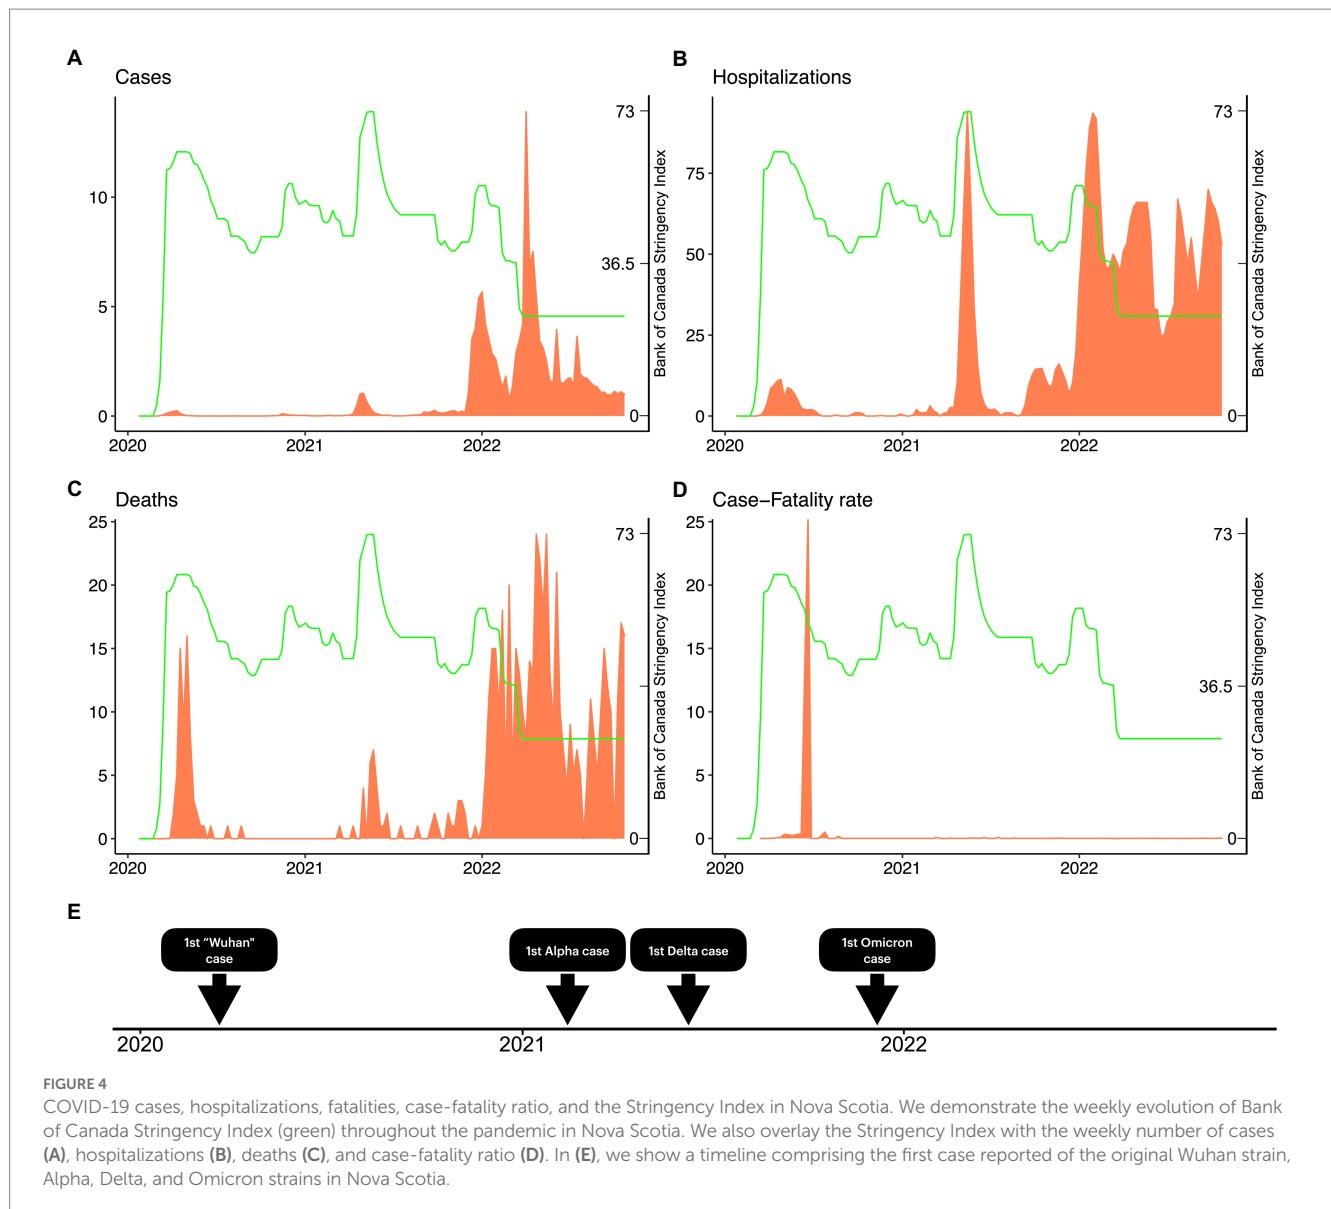 A
Cases
10
5
0
2020
2021
2022
73
36.5
0
Bank of Canada Stringency Index
B
Hospitalizations
75
50
25
0
2020
2021
2022
73
0
Bank of Canada Stringency Index
C
Deaths
25
20
15
10
5
0
2020
2021
2022
73
0
Bank of Canada Stringency Index
D
Case–Fatality rate
25
20
15
10
5
0
2020
2021
2022
73
36.5
0
Bank of Canada Stringency Index
E
1st “Wuhan"
case
1st Alpha case
1st Delta case
1st Omicron
case
2020
2021
2022
FIGURE 4
COVID-19 cases, hospitalizations, fatalities, case-fatality ratio, and the Stringency Index in Nova Scotia. We demonstrate the weekly evolution of Bank
of Canada Stringency Index (green) throughout the pandemic in Nova Scotia. We also overlay the Stringency Index with the weekly number of cases
(A), hospitalizations (B), deaths (C), and case-fatality ratio (D). In (E), we show a timeline comprising the first case reported of the original Wuhan strain,
Alpha, Delta, and Omicron strains in Nova Scotia.